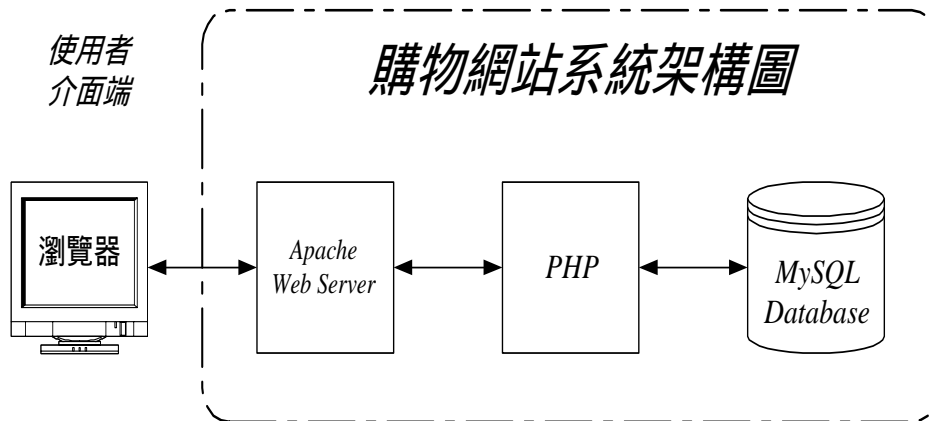 使用者
介面端
購物網站系統架構圖
瀏覽器
Apache
Web Server
PHP
MySQL
Database